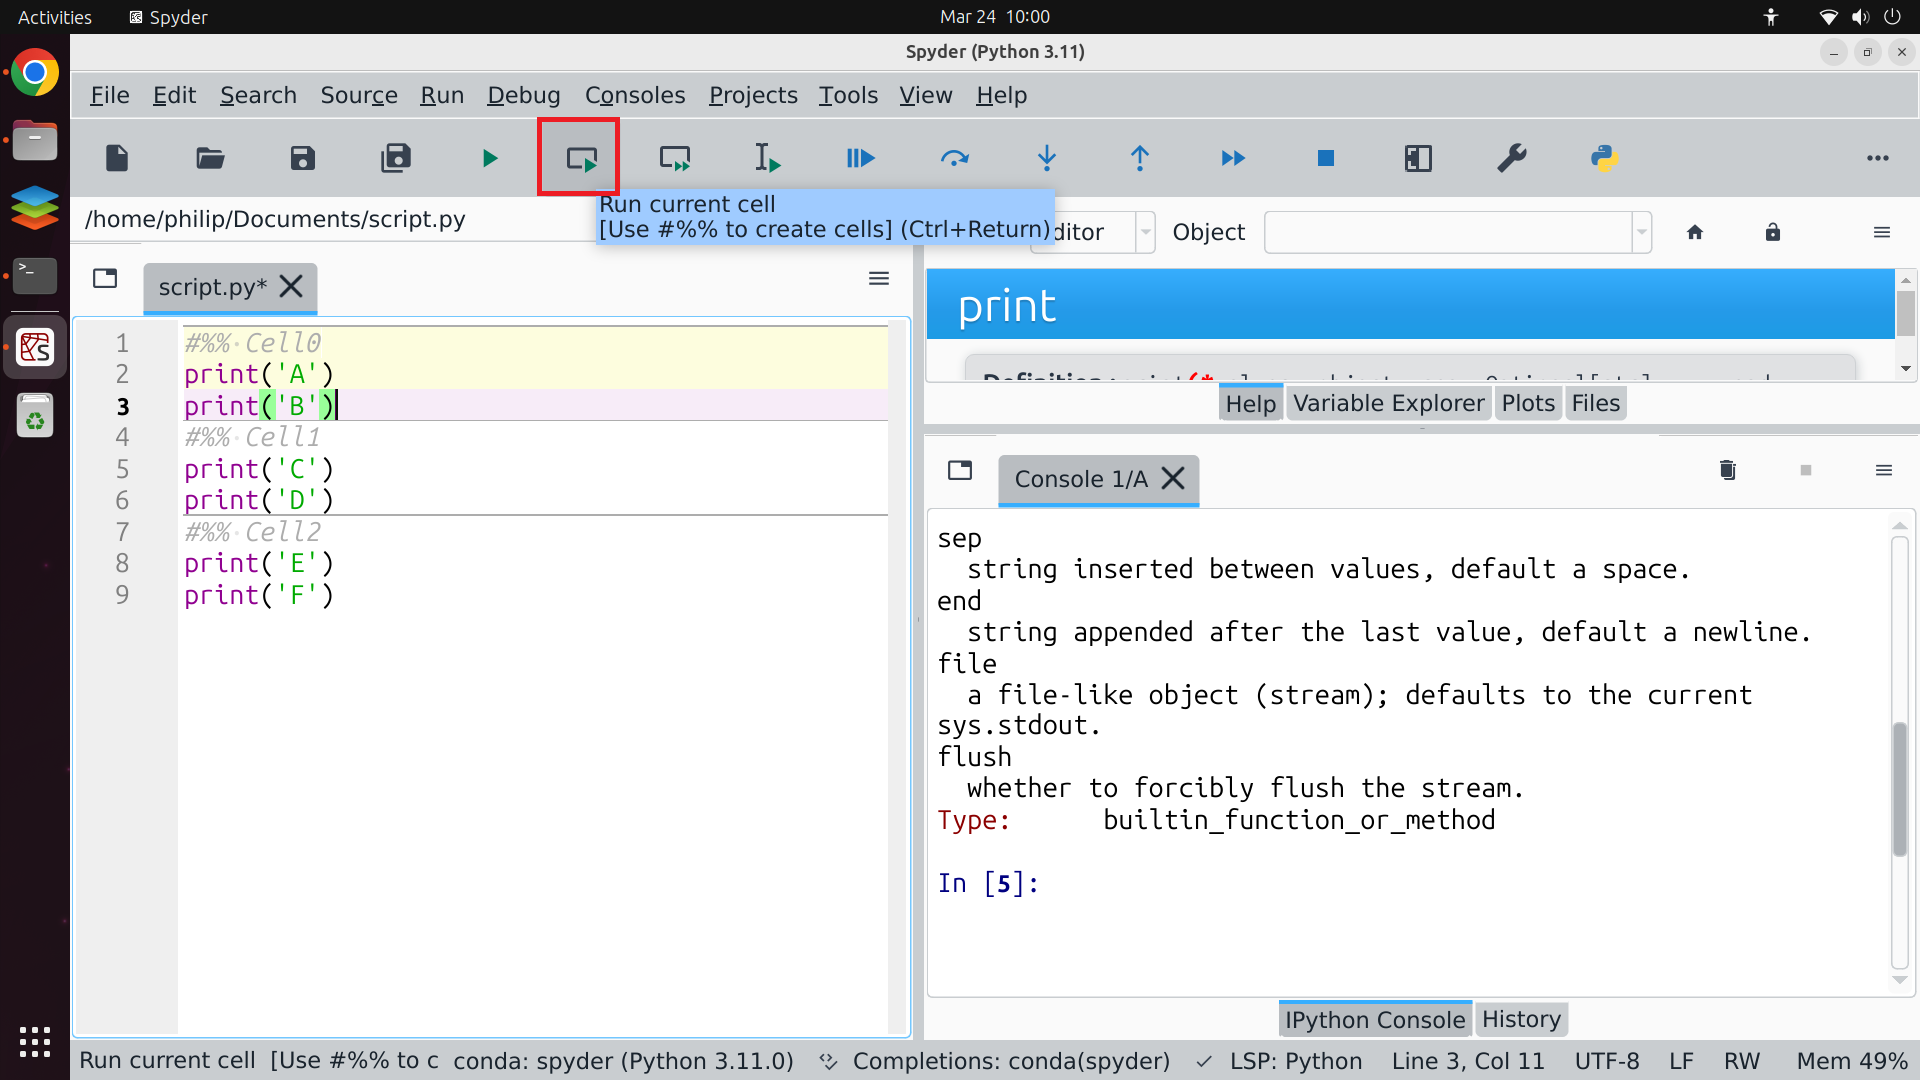 Activities
Spyder
Mar 24 10:00
Spyder (Python 3.11)
File Edit Search Source Run Debug Consoles Projects Tools View Help
Run current cell
[Use #%% to create cells] (Ctrl+Return)
/home/philip/Documents/script.py
ditor
Object
script.py*
1 #%% Cell0
2 print('A')
3 print('B')
4 #%% Cell1
5 print('C')
6 print('D')
7 #%% Cell2
8 print('E')
9 print('F')
print
Help Variable Explorer Plots Files
Console 1/A
sep
string inserted between values, default a space.
end
string appended after the last value, default a newline.
file
a file-like object (stream); defaults to the current
sys.stdout.
flush
whether to forcibly flush the stream.
Type: builtin_function_or_method
In [5]:
IPython Console History
Run current cell [Use #%% to c conda: spyder (Python 3.11.0) Completions: conda(spyder) ✓ LSP: Python Line 3, Col 11 UTF-8 LF RW Mem 49%